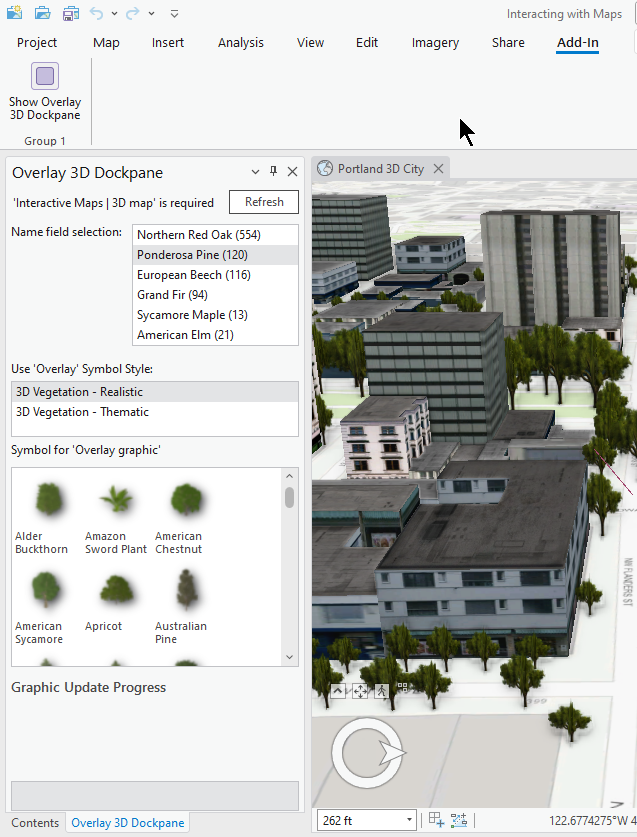 Interacting with Maps
Project Map Insert Analysis View Edit Imagery Share Add-In
Show Overlay
3D Dockpane
Group 1
Overlay 3D Dockpane
Portland 3D City
'Interactive Maps | 3D map' is required
Refresh
Name field selection:
Northern Red Oak (554)
Ponderosa Pine (120)
European Beech (116)
Grand Fir (94)
Sycamore Maple (13)
American Elm (21)
Use 'Overlay' Symbol Style:
3D Vegetation - Realistic
3D Vegetation - Thematic
Symbol for 'Overlay graphic'
Alder
Buckthorn
Amazon
Sword Plant
American
Chestnut
American
Sycamore
Apricot
Australian
Pine
NW FLANDERS ST
Graphic Update Progress
Contents
Overlay 3D Dockpane
262 ft
122.6774275°W 4